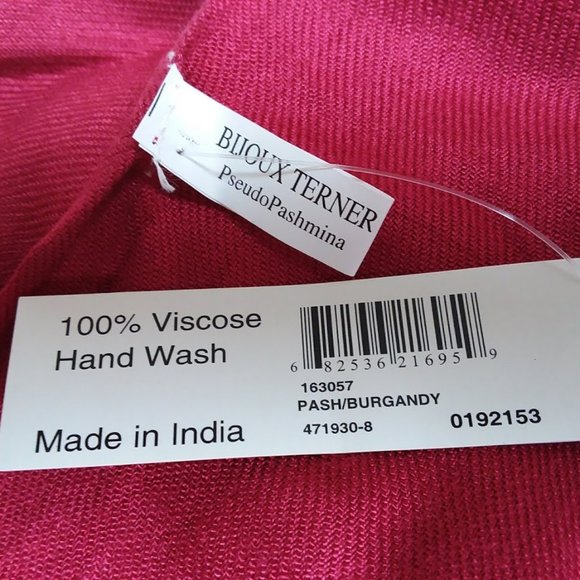 BIJOUX TERNER
PseudoPashmina
100% Viscose
Hand Wash
Made in India
6 82536 21695 9
163057
PASH/BURGANDY
471930-8
0192153